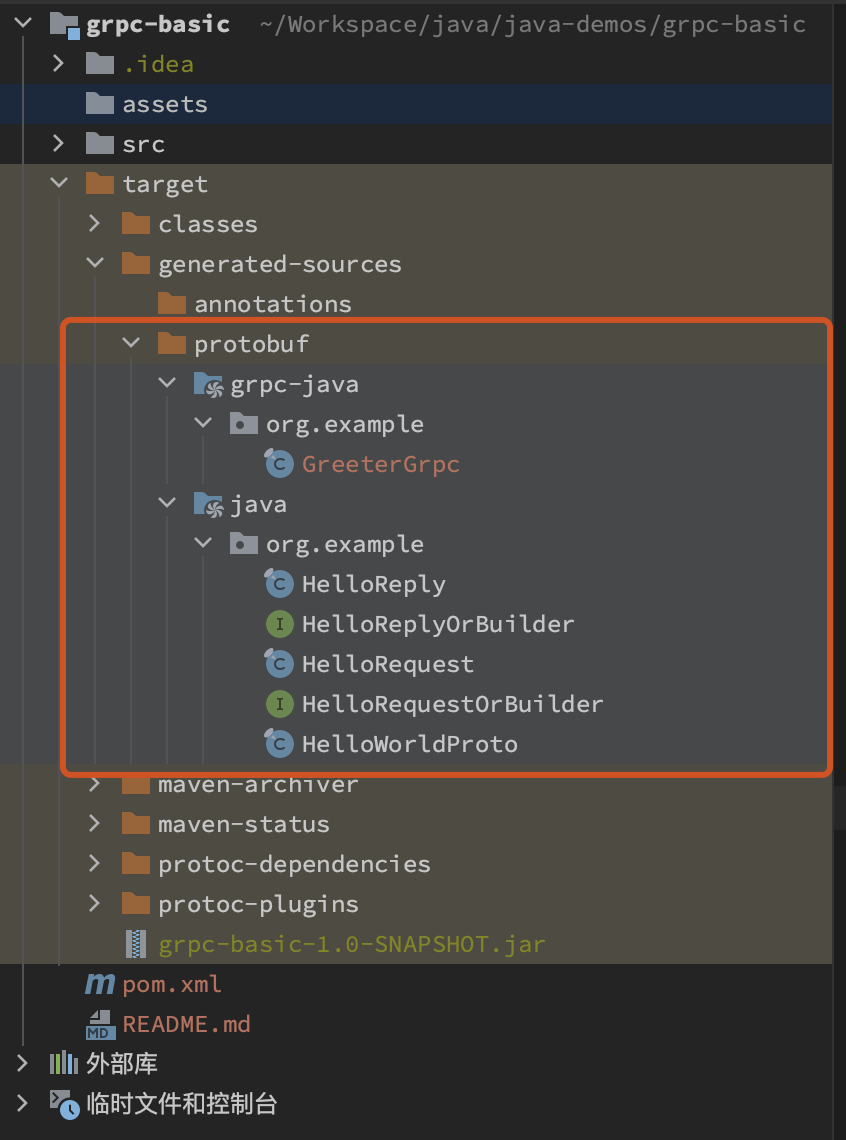 grpc-basic ~/Workspace/java/java-demos/grpc-basic
.idea
assets
src
target
classes
generated-sources
annotations
protobuf
grpc-java
org.example
C GreeterGrpc
java
org.example
C HelloReply
I HelloReplyOrBuilder
C HelloRequest
I HelloRequestOrBuilder
C HelloWorldProto
maven-archiver
maven-status
protoc-dependencies
protoc-plugins
grpc-basic-1.0-SNAPSHOT.jar
m pom.xml
MD README.md
外部库
临时文件和控制台